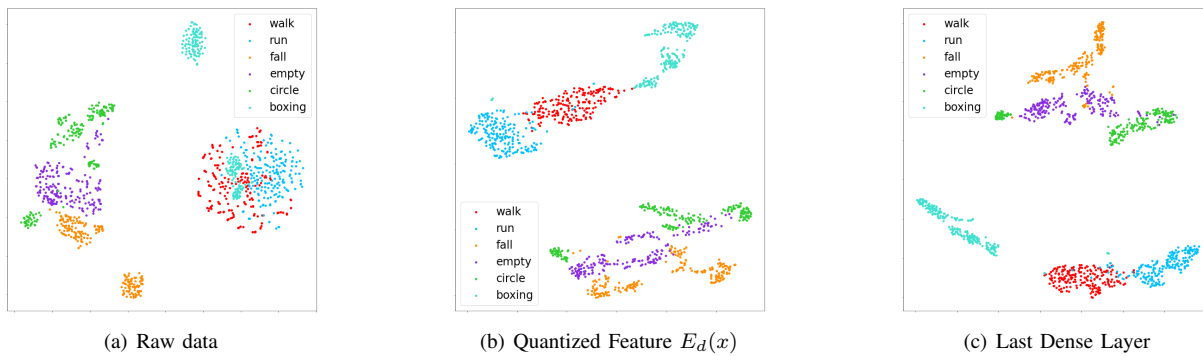 walk
run
fall
empty
circle
boxing
walk
run
fall
empty
circle
boxing
walk
run
fall
empty
circle
boxing
(a) Raw data
(b) Quantized Feature E_d(x)
(c) Last Dense Layer